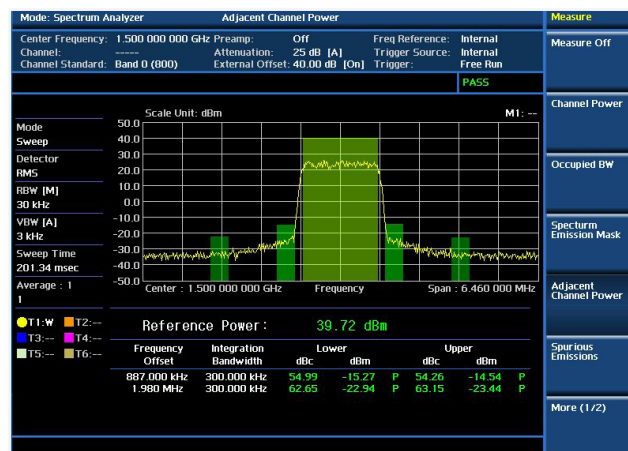 Mode: Spectrum Analyzer Adjacent Channel Power Measure
Center Frequency: 1.500 000 000 GHz Preamp: Off Freq Reference: Internal
Channel: ----- Attenuation: 25 dB [A] Trigger Source: Internal
Channel Standard: Band 0 (800) External Offset: 40.00 dB [On] Trigger: Free Run
PASS
Measure Off
Channel Power
Occupied BW
Specturm
Emission Mask
Adjacent
Channel Power
Spurious
Emissions
More (1/2)
Mode
Sweep
Detector
RMS
RBW [M]
30 kHz
VBW [A]
3 kHz
Sweep Time
201.34 msec
Average : 1
1
T1:W T2:--
T3:-- T4:--
T5:-- T6:--
Scale Unit: dBm M1: --
50.0
40.0
30.0
20.0
10.0
0.0
-10.0
-20.0
-30.0
-40.0
-50.0
Center : 1.500 000 000 GHz Frequency Span : 6.460 000 MHz
Reference Power: 39.72 dBm
Frequency Integration Lower Upper
Offset Bandwidth dBc dBm dBc dBm
887.000 kHz 300.000 kHz 54.99 -15.27 P 54.26 -14.54 P
1.980 MHz 300.000 kHz 62.65 -22.94 P 63.15 -23.44 P